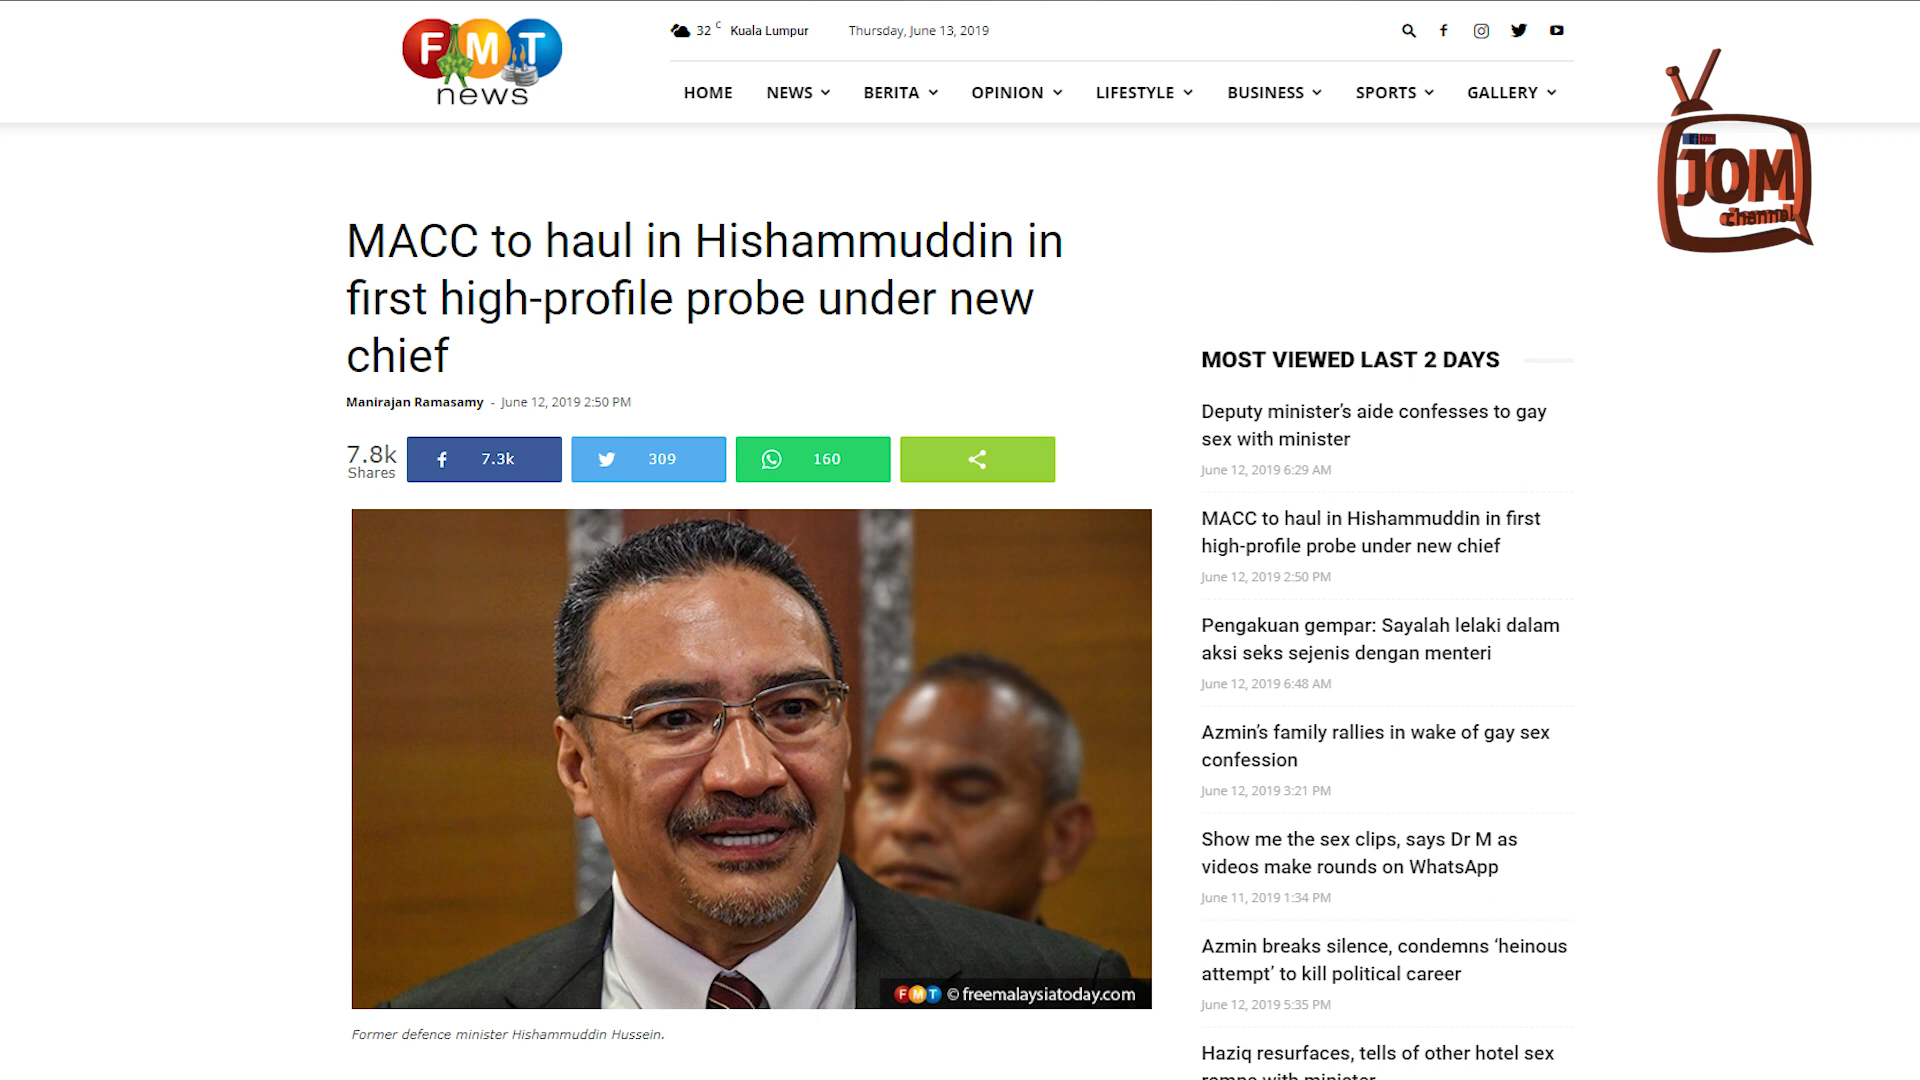 FMT
news
32 C Kuala Lumpur
Thursday, June 13, 2019
HOME
NEWS
BERITA
OPINION
LIFESTYLE
BUSINESS
SPORTS
GALLERY
JOM
channel
MACC to haul in Hishammuddin in
first high-profile probe under new
chief
Manirajan Ramasamy - June 12, 2019 2:50 PM
7.8k
Shares
7.3k
309
160
FMT © freemalaysiatoday.com
Former defence minister Hishammuddin Hussein.
MOST VIEWED LAST 2 DAYS
Deputy minister’s aide confesses to gay
sex with minister
June 12, 2019 6:29 AM
MACC to haul in Hishammuddin in first
high-profile probe under new chief
June 12, 2019 2:50 PM
Pengakuan gempar: Sayalah lelaki dalam
aksi seks sejenis dengan menteri
June 12, 2019 6:48 AM
Azmin’s family rallies in wake of gay sex
confession
June 12, 2019 3:21 PM
Show me the sex clips, says Dr M as
videos make rounds on WhatsApp
June 11, 2019 1:34 PM
Azmin breaks silence, condemns ‘heinous
attempt’ to kill political career
June 12, 2019 5:35 PM
Haziq resurfaces, tells of other hotel sex
romps with minister